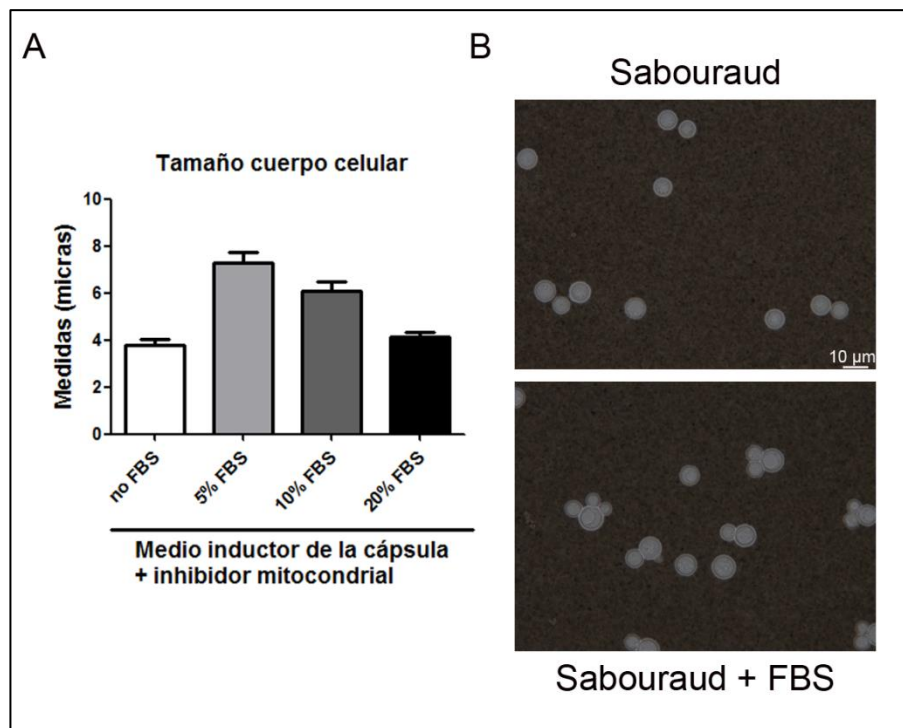 A
B
Sabouraud
Tamaño cuerpo celular
Medidas (micras)
10
8
6
4
2
0
no FBS
5% FBS
10% FBS
20% FBS
Medio inductor de la cápsula
+ inhibidor mitocondrial
10 µm
Sabouraud + FBS